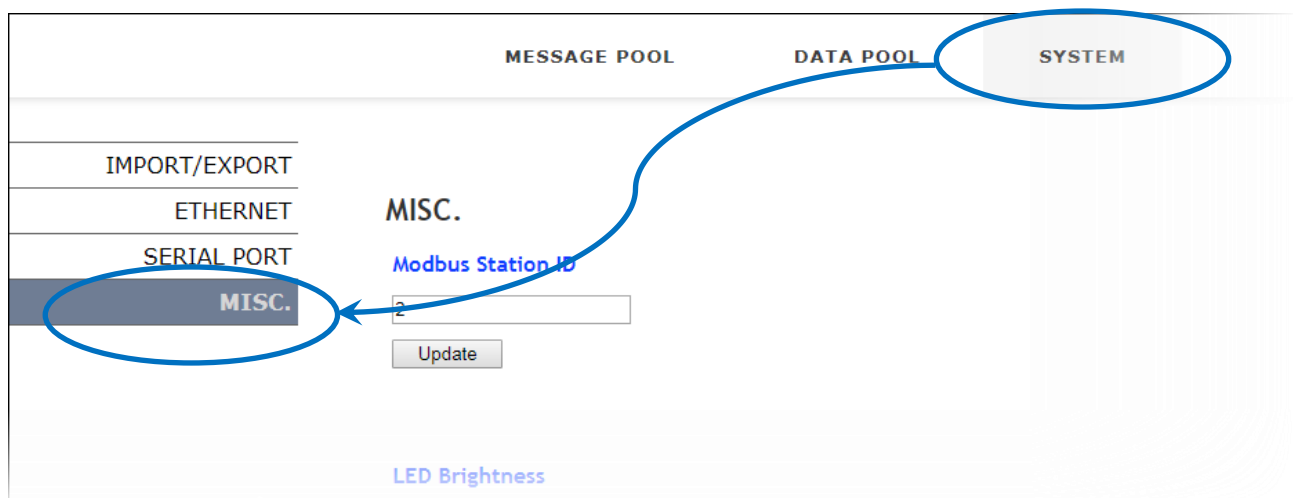 MESSAGE POOL DATA POOL SYSTEM
IMPORT/EXPORT
ETHERNET
SERIAL PORT
MISC.
MISC.
Modbus Station ID
2
Update
LED Brightness